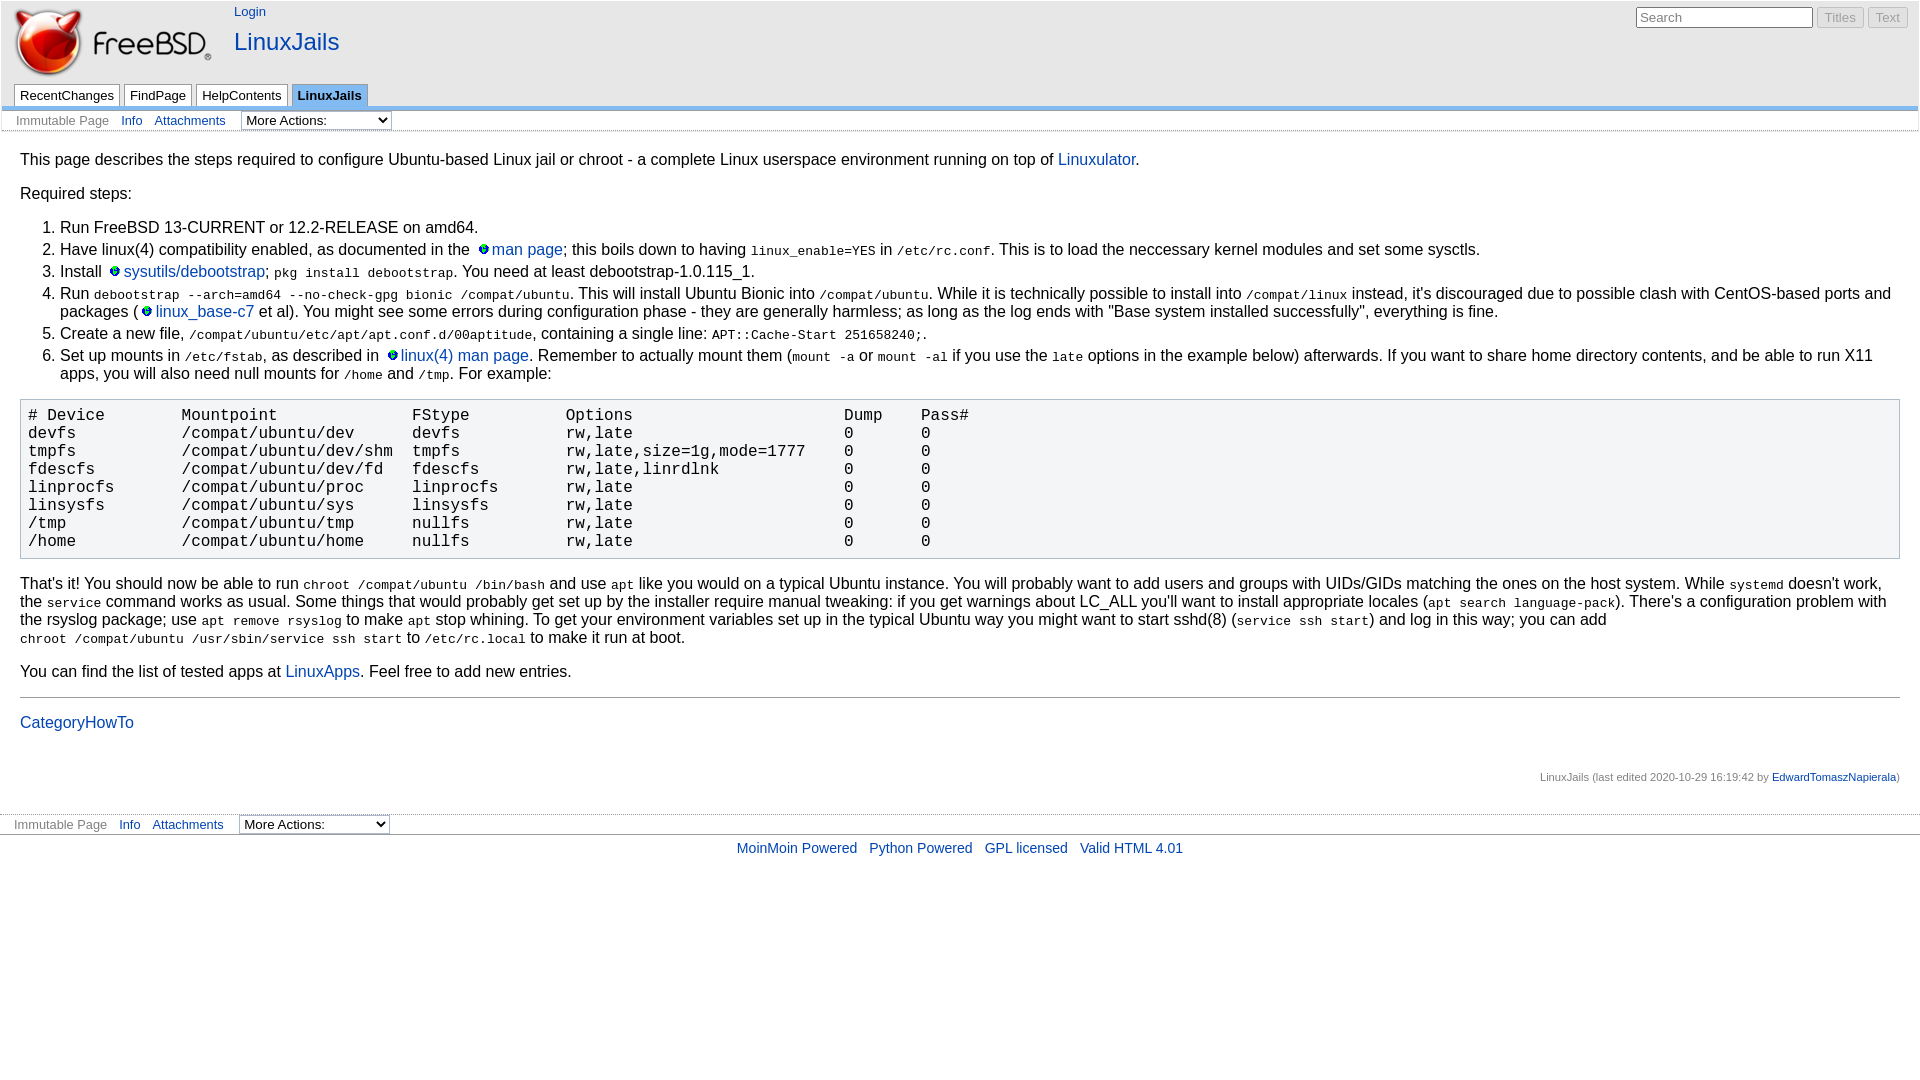 Login
FreeBSD®
LinuxJails
Search Titles Text
RecentChanges FindPage HelpContents LinuxJails
Immutable Page Info Attachments More Actions:
This page describes the steps required to configure Ubuntu-based Linux jail or chroot - a complete Linux userspace environment running on top of Linuxulator.
Required steps:
1. Run FreeBSD 13-CURRENT or 12.2-RELEASE on amd64.
2. Have linux(4) compatibility enabled, as documented in the man page; this boils down to having linux_enable=YES in /etc/rc.conf. This is to load the neccessary kernel modules and set some sysctls.
3. Install sysutils/debootstrap; pkg install debootstrap. You need at least debootstrap-1.0.115_1.
4. Run debootstrap --arch=amd64 --no-check-gpg bionic /compat/ubuntu. This will install Ubuntu Bionic into /compat/ubuntu. While it is technically possible to install into /compat/linux instead, it's discouraged due to possible clash with CentOS-based ports and
packages ( linux_base-c7 et al). You might see some errors during configuration phase - they are generally harmless; as long as the log ends with "Base system installed successfully", everything is fine.
5. Create a new file, /compat/ubuntu/etc/apt/apt.conf.d/00aptitude, containing a single line: APT::Cache-Start 251658240;.
6. Set up mounts in /etc/fstab, as described in linux(4) man page. Remember to actually mount them (mount -a or mount -al if you use the late options in the example below) afterwards. If you want to share home directory contents, and be able to run X11
apps, you will also need null mounts for /home and /tmp. For example:
# Device Mountpoint FStype Options Dump Pass#
devfs /compat/ubuntu/dev devfs rw,late 0 0
tmpfs /compat/ubuntu/dev/shm tmpfs rw,late,size=1g,mode=1777 0 0
fdescfs /compat/ubuntu/dev/fd fdescfs rw,late,linrdlnk 0 0
linprocfs /compat/ubuntu/proc linprocfs rw,late 0 0
linsysfs /compat/ubuntu/sys linsysfs rw,late 0 0
/tmp /compat/ubuntu/tmp nullfs rw,late 0 0
/home /compat/ubuntu/home nullfs rw,late 0 0
That's it! You should now be able to run chroot /compat/ubuntu /bin/bash and use apt like you would on a typical Ubuntu instance. You will probably want to add users and groups with UIDs/GIDs matching the ones on the host system. While systemd doesn't work,
the service command works as usual. Some things that would probably get set up by the installer require manual tweaking: if you get warnings about LC_ALL you'll want to install appropriate locales (apt search language-pack). There's a configuration problem with
the rsyslog package; use apt remove rsyslog to make apt stop whining. To get your environment variables set up in the typical Ubuntu way you might want to start sshd(8) (service ssh start) and log in this way; you can add
chroot /compat/ubuntu /usr/sbin/service ssh start to /etc/rc.local to make it run at boot.
You can find the list of tested apps at LinuxApps. Feel free to add new entries.
CategoryHowTo
LinuxJails (last edited 2020-10-29 16:19:42 by EdwardTomaszNapierala)
Immutable Page Info Attachments More Actions:
MoinMoin Powered Python Powered GPL licensed Valid HTML 4.01